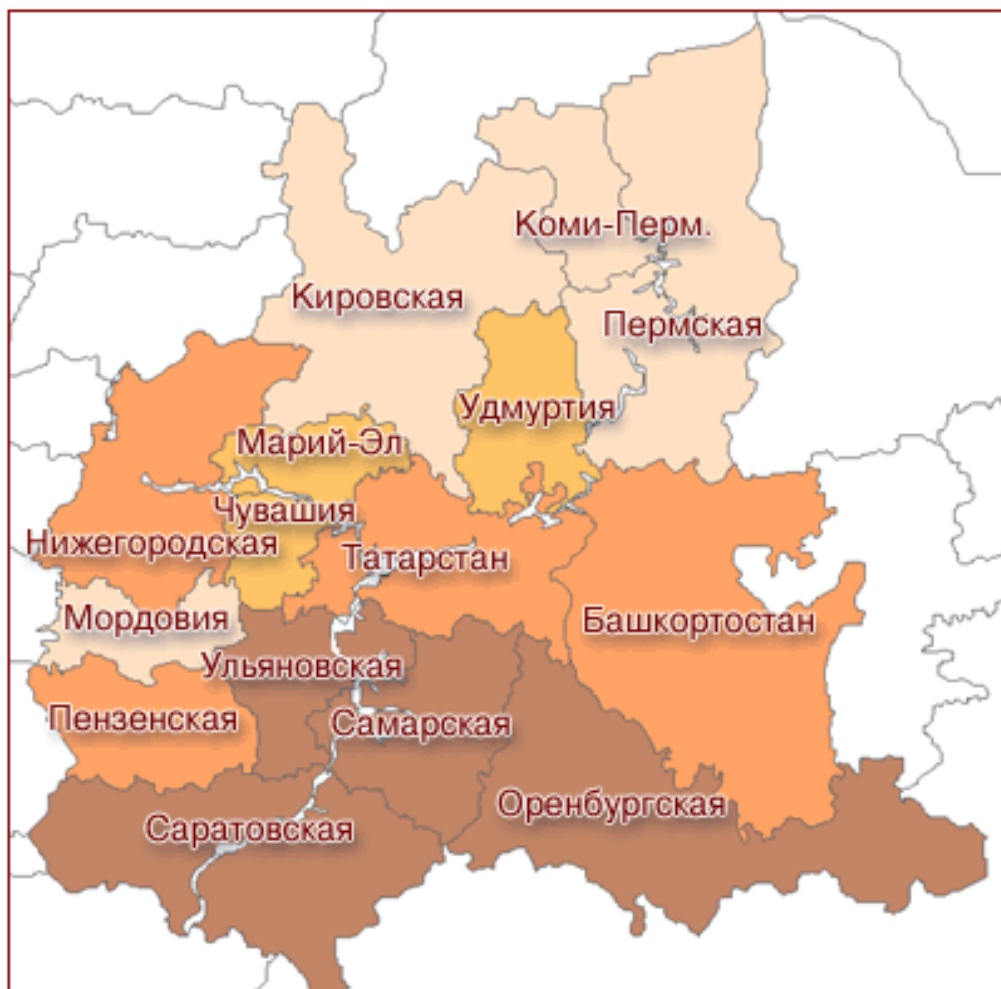 Коми-Перм.
Кировская
Пермская
Удмуртия
Марий-Эл
Чувашия
Нижегородская
Татарстан
Мордовия
Башкортостан
Ульяновская
Пензенская
Самарская
Оренбургская
Саратовская